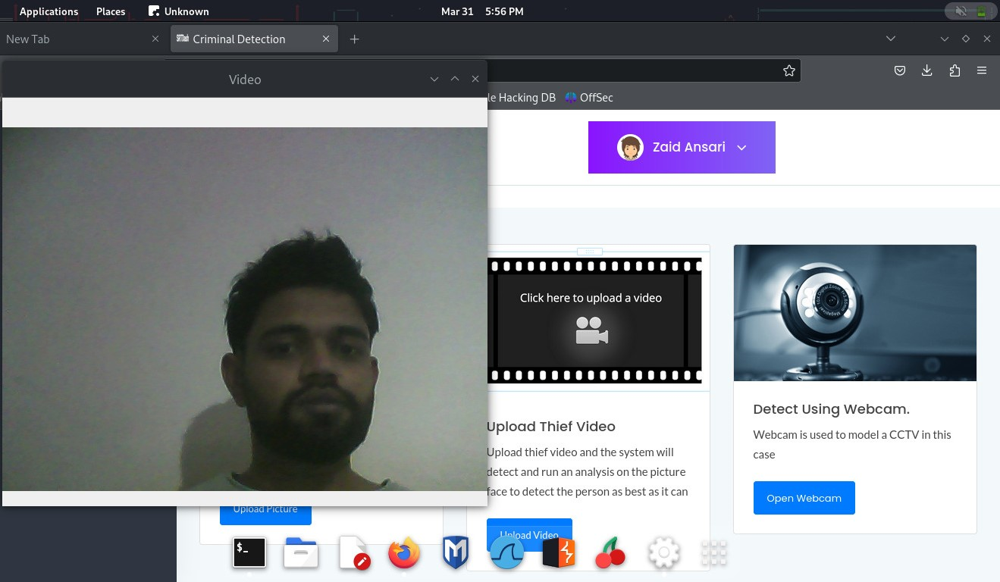 Applications Places Unknown Mar 31 5:56 PM
New Tab Criminal Detection
Video
le Hacking DB OffSec
Zaid Ansari
Click here to upload a video
Upload Thief Video
Upload thief video and the system will
detect and run an analysis on the picture
face to detect the person as best as it can
Upload Video
Detect Using Webcam.
Webcam is used to model a CCTV in this
case
Open Webcam
Upload Picture
$_